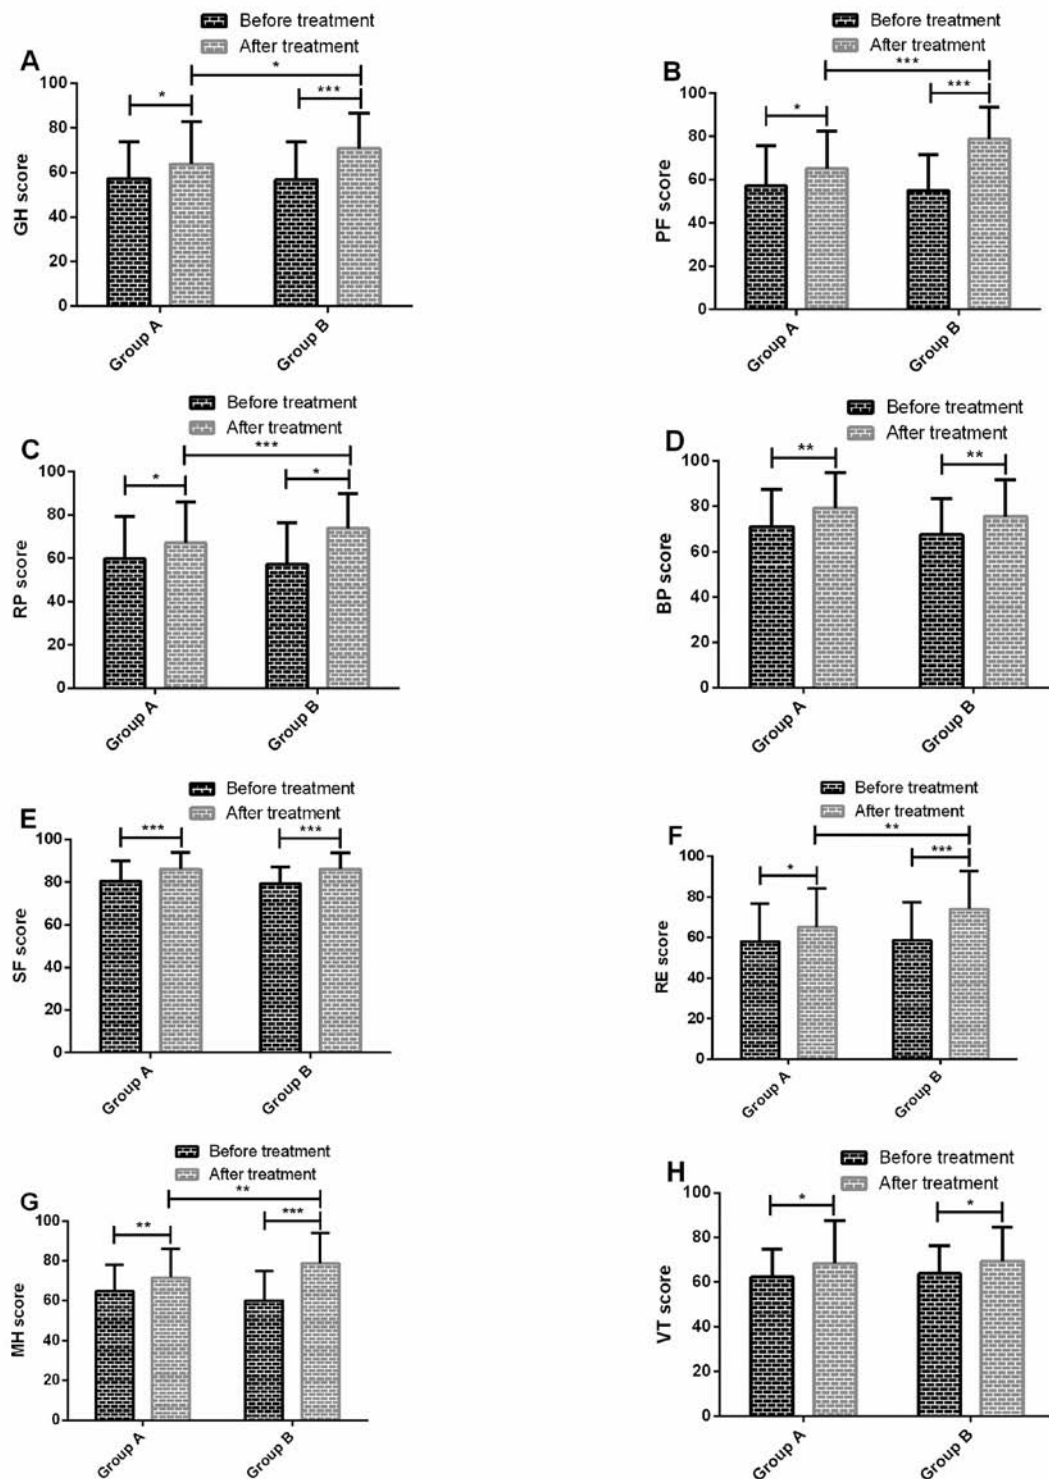 Before treatment
After treatment
A
*
*
***
GH score
100
80
60
40
20
0
Group A
Group B
Before treatment
After treatment
B
***
*
***
PF score
100
80
60
40
20
0
Group A
Group B
Before treatment
After treatment
C
***
*
*
RP score
100
80
60
40
20
0
Group A
Group B
Before treatment
After treatment
D
**
**
BP score
100
80
60
40
20
0
Group A
Group B
Before treatment
After treatment
E
***
***
SF score
100
80
60
40
20
0
Group A
Group B
Before treatment
After treatment
F
**
*
***
RE score
100
80
60
40
20
0
Group A
Group B
Before treatment
After treatment
G
**
**
***
MH score
100
80
60
40
20
0
Group A
Group B
Before treatment
After treatment
H
*
*
VT score
100
80
60
40
20
0
Group A
Group B